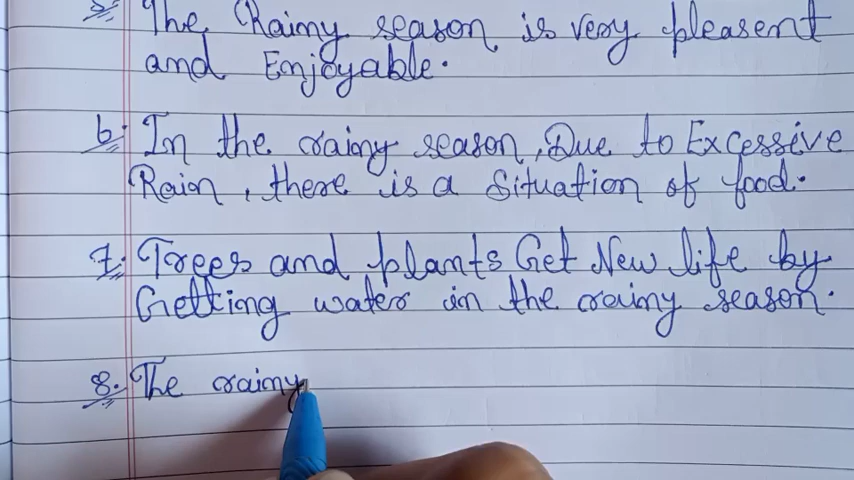 5. The Rainy season is very pleasent
and Enjoyable.
6. In the rainy season, Due to Excessive
Rain, there is a Situation of food.
7. Trees and plants Get New life by
Getting water in the rainy season.
8. The rainy